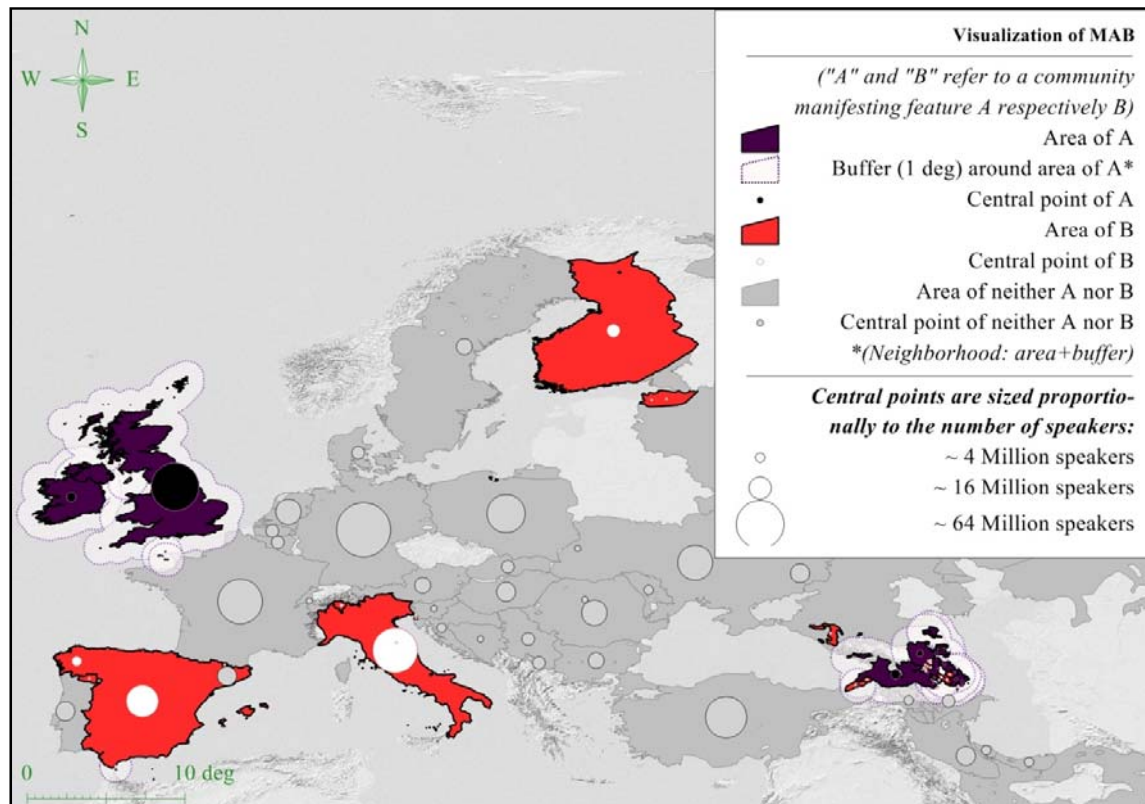 N
W E
S
Visualization of MAB
("A" and "B" refer to a community
manifesting feature A respectively B)
Area of A
Buffer (1 deg) around area of A*
Central point of A
Area of B
Central point of B
Area of neither A nor B
Central point of neither A nor B
*(Neighborhood: area+buffer)
Central points are sized proportio-
nally to the number of speakers:
~ 4 Million speakers
~ 16 Million speakers
~ 64 Million speakers
0 10 deg